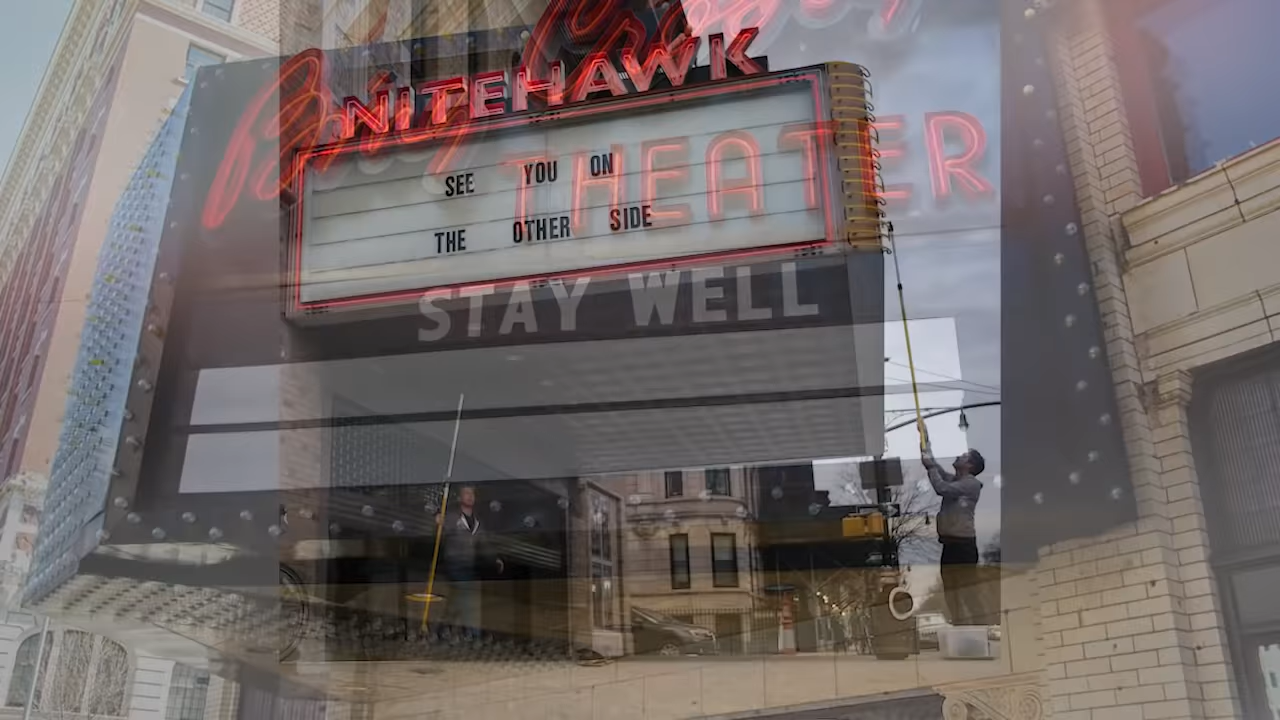 NITEHAWK
THEATER
SEE YOU ON
THE OTHER SIDE
STAY WELL